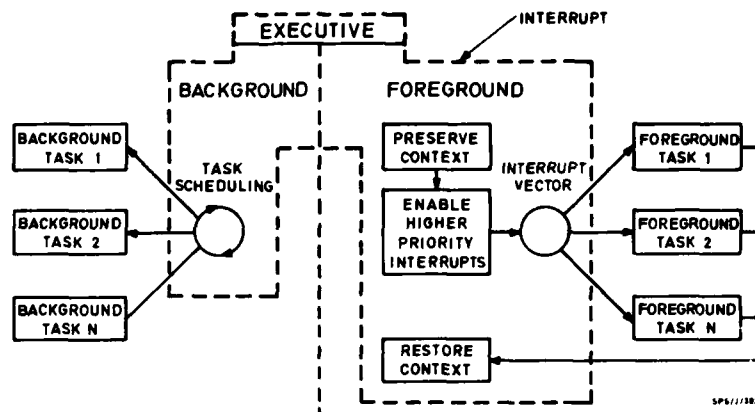 EXECUTIVE
INTERRUPT
BACKGROUND
FOREGROUND
BACKGROUND
TASK 1
TASK
SCHEDULING
PRESERVE
CONTEXT
INTERRUPT
VECTOR
FOREGROUND
TASK 1
BACKGROUND
TASK 2
ENABLE
HIGHER
PRIORITY
INTERRUPTS
FOREGROUND
TASK 2
BACKGROUND
TASK N
FOREGROUND
TASK N
RESTORE
CONTEXT